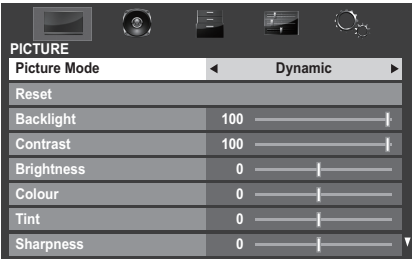 PICTURE
Picture Mode ◀ Dynamic ▶
Reset
Backlight 100
Contrast 100
Brightness 0
Colour 0
Tint 0
Sharpness 0